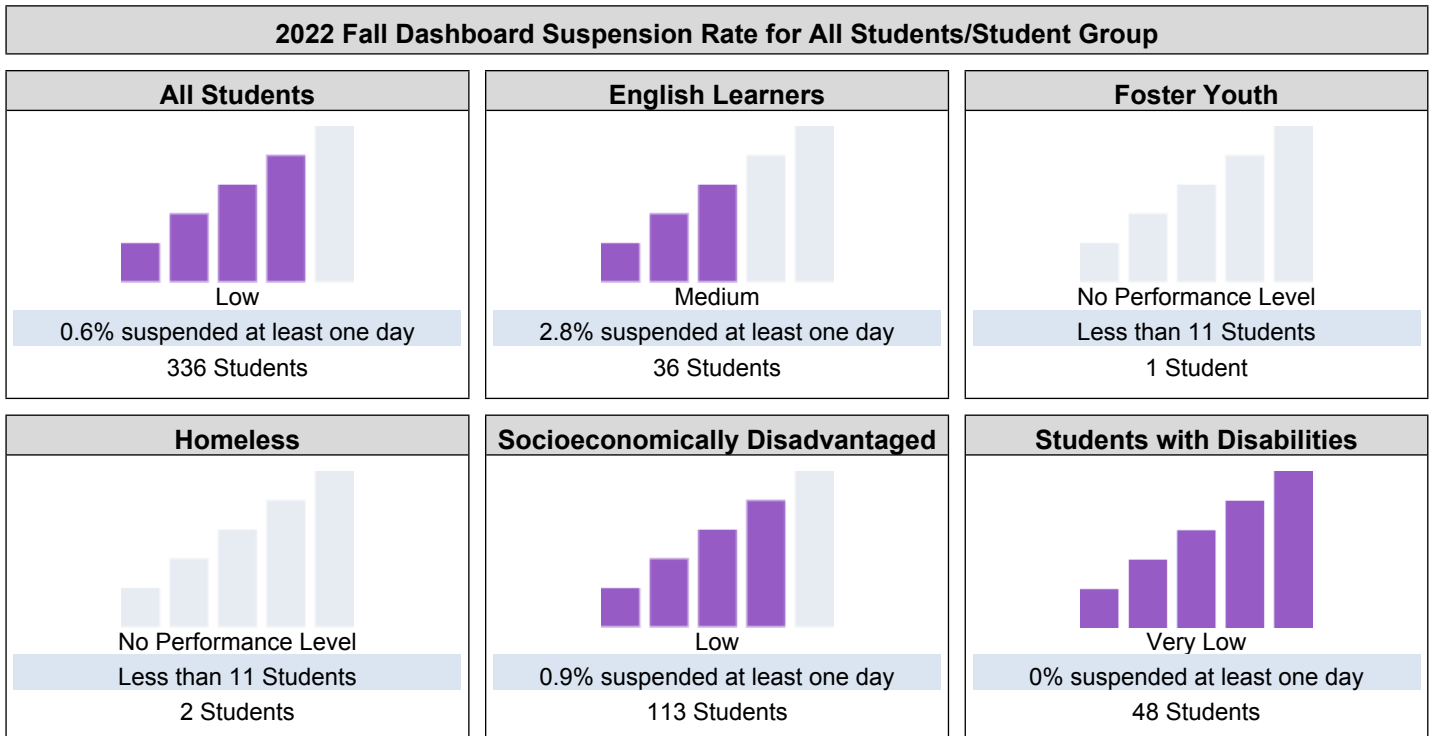 2022 Fall Dashboard Suspension Rate for All Students/Student Group
All Students
Low
0.6% suspended at least one day
336 Students
English Learners
Medium
2.8% suspended at least one day
36 Students
Foster Youth
No Performance Level
Less than 11 Students
1 Student
Homeless
No Performance Level
Less than 11 Students
2 Students
Socioeconomically Disadvantaged
Low
0.9% suspended at least one day
113 Students
Students with Disabilities
Very Low
0% suspended at least one day
48 Students